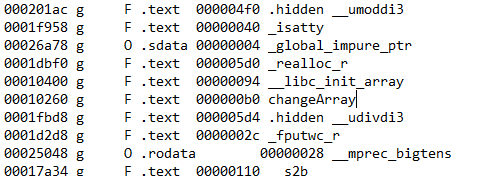 000201ac g     F .text  000004f0 .hidden __umoddi3
0001f958 g     F .text  00000040 _isatty
00026a78 g     O .sdata 00000004 _global_impure_ptr
0001dbf0 g     F .text  000005d0 _realloc_r
00010400 g     F .text  00000094 __libc_init_array
00010260 g     F .text  000000b0 changeArray
0001fbd8 g     F .text  000005d4 .hidden __udivdi3
0001d2d8 g     F .text  0000002c _fputwc_r
00025048 g     O .rodata        00000028 __mprec_bigtens
00017a34 g     F .text  00000110 __s2b